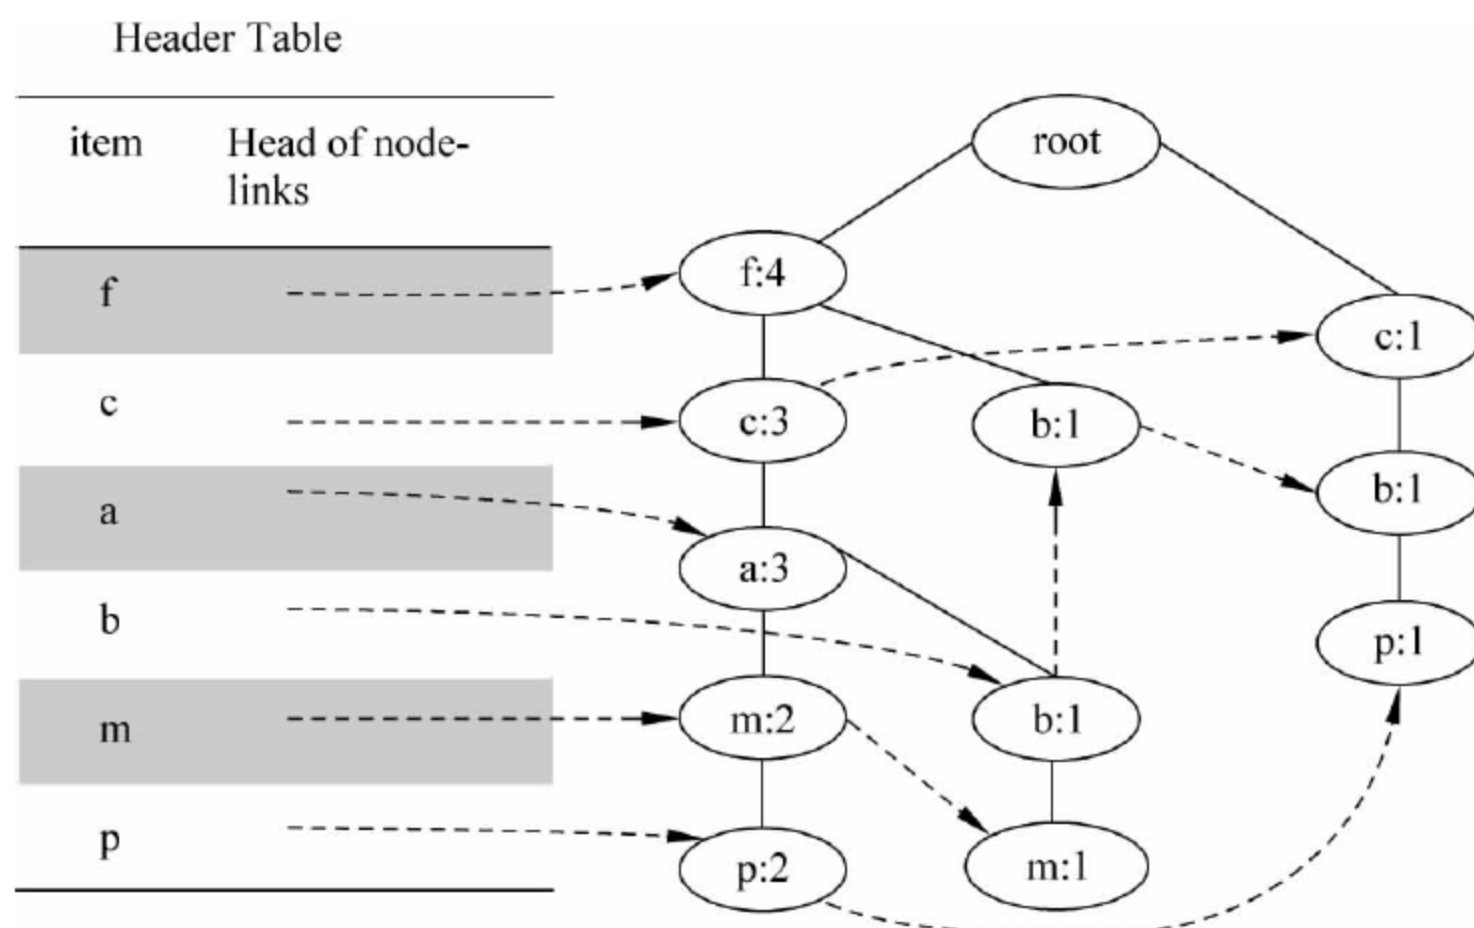 Header Table
item Head of node-
links
f
c
a
b
m
p
root
f:4
c:1
c:3
b:1
b:1
a:3
p:1
m:2
b:1
p:2
m:1